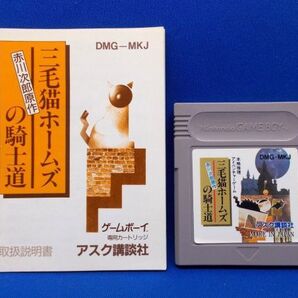 DMG-MKJ
赤川次郎原作
三毛猫ホームズ
の騎士道
ゲームボーイ
専用カートリッジ
取扱説明書
アスク講談社
Nintendo GAME BOY
DMG-MKJ
三毛猫ホームズ
の騎士道
アスク講談社
MADE IN JAPAN